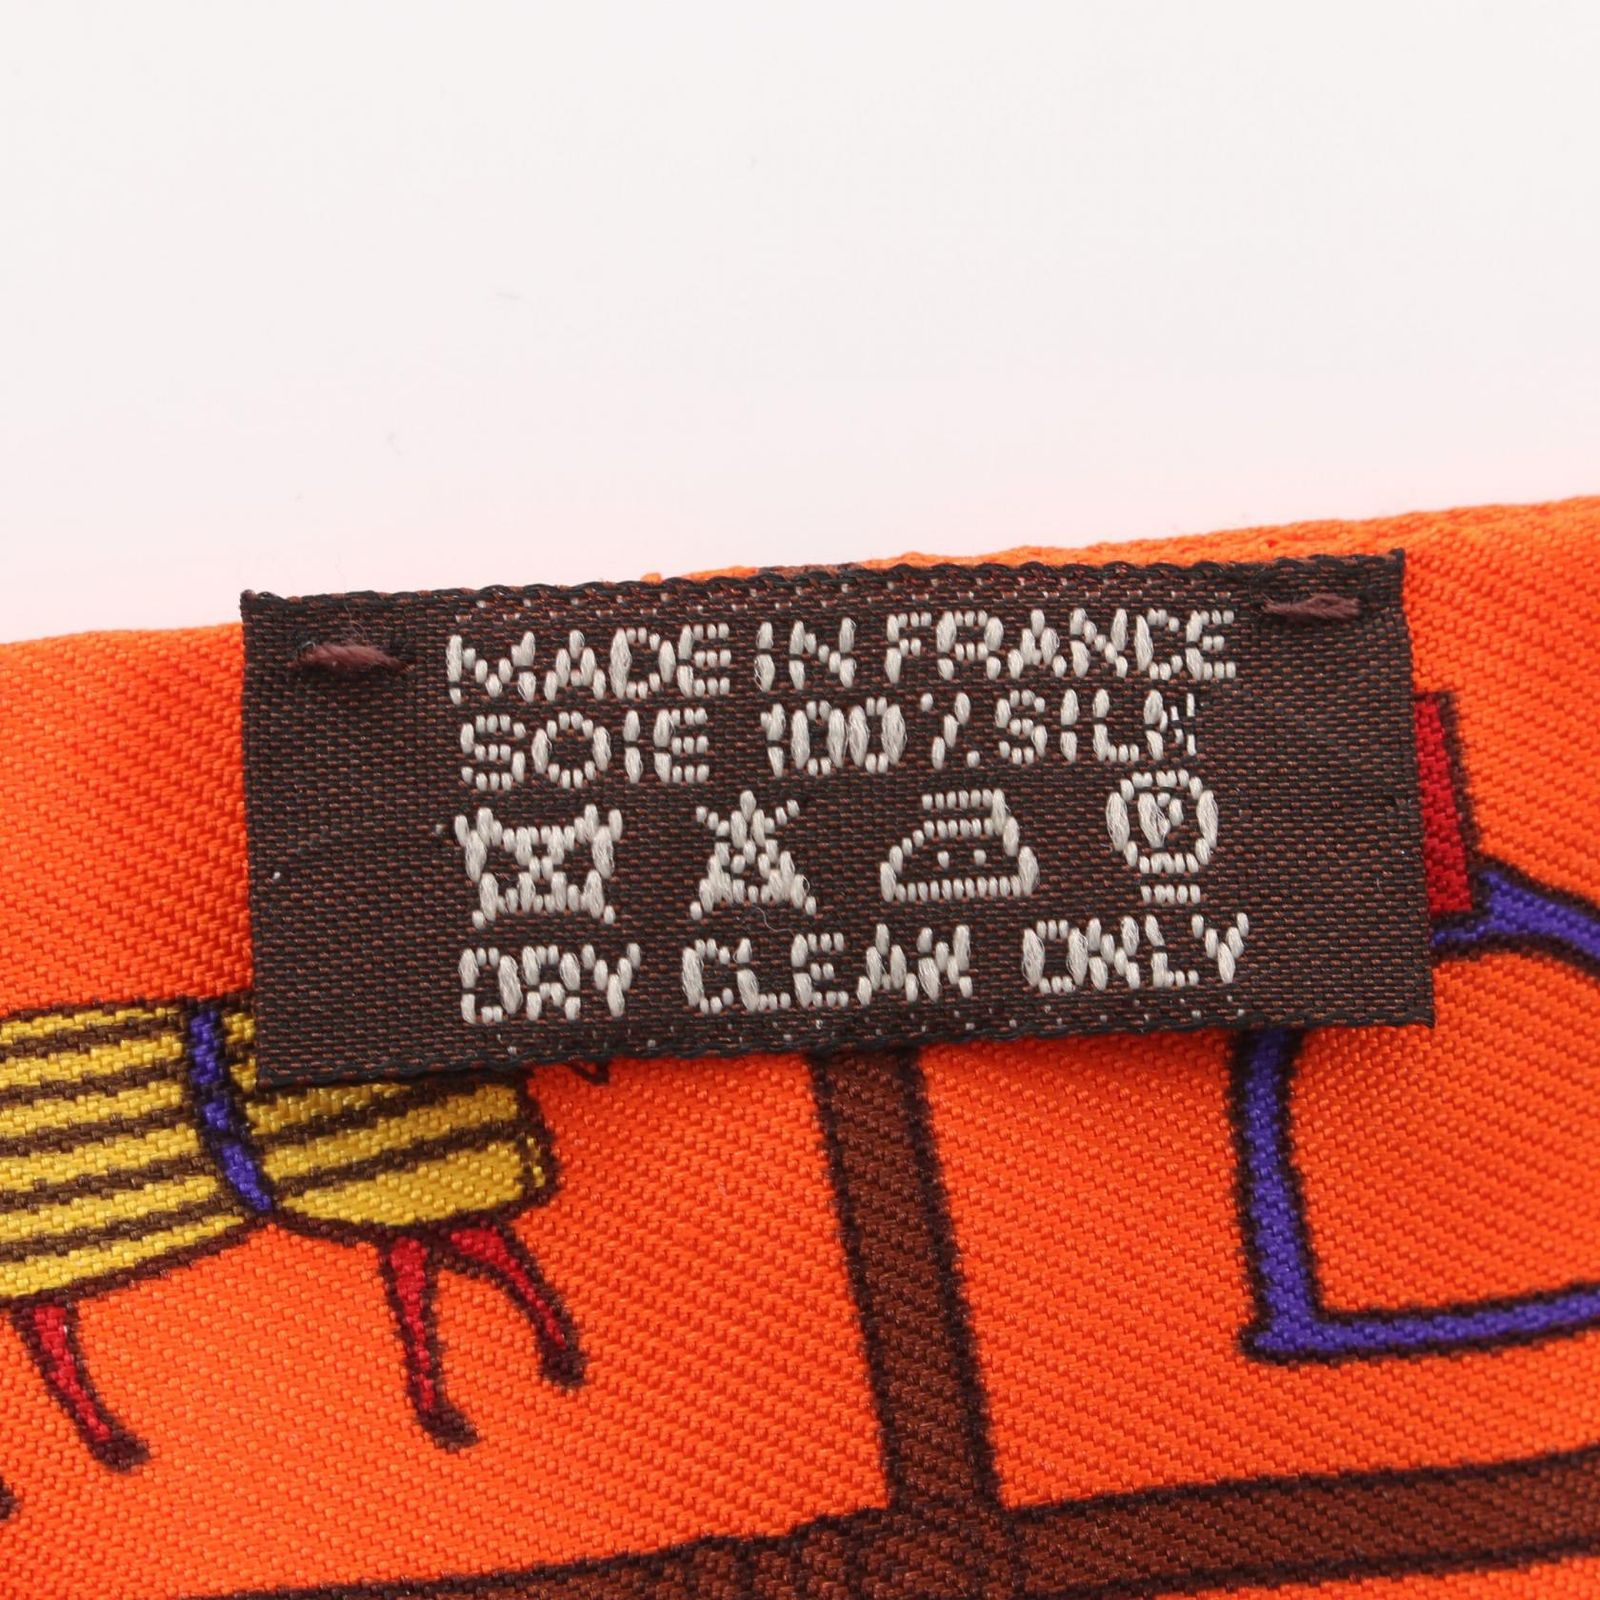 MADE IN FRANCE
SOIE 100% SILK
P
DRY CLEAN ONLY